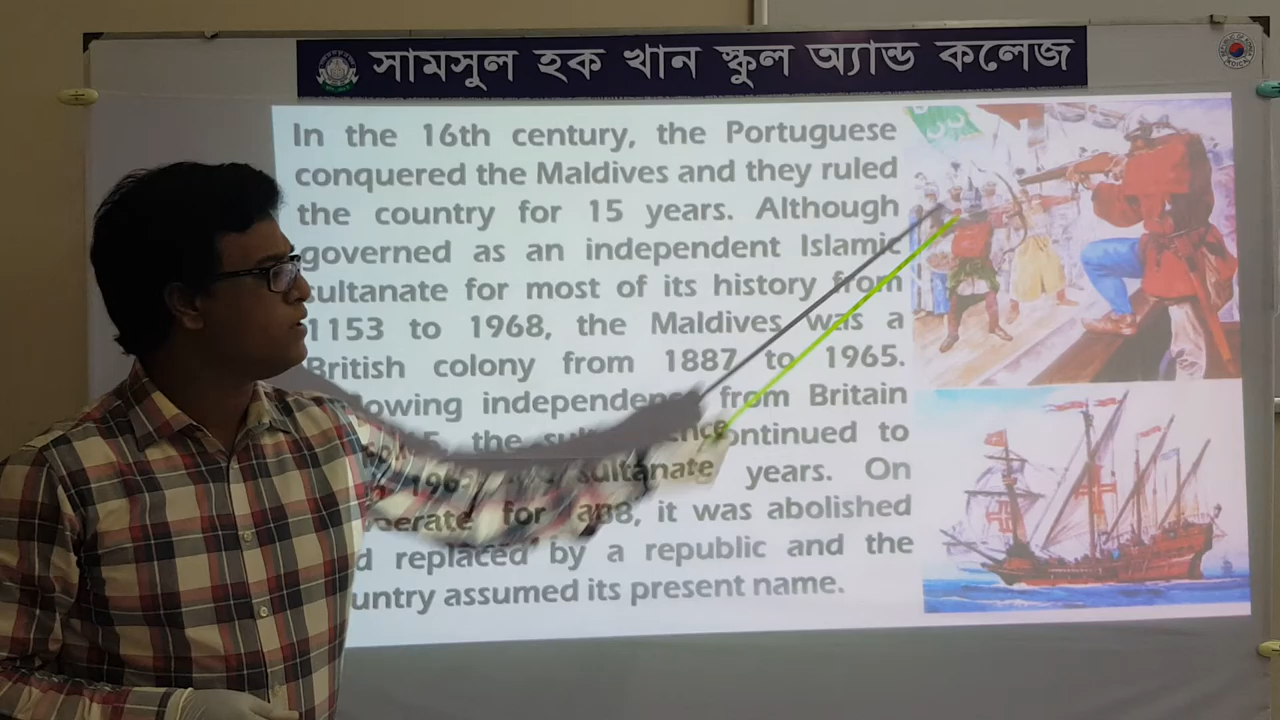 সামসুল হক খান স্কুল অ্যান্ড কলেজ
In the 16th century, the Portuguese
conquered the Maldives and they ruled
the country for 15 years. Although
governed as an independent Islamic
sultanate for most of its history from
1153 to 1968, the Maldives was a
British colony from 1887 to 1965.
independence from Britain
the continued to
sultanate years. On
for it was abolished
replaced by a republic and the
assumed its present name.